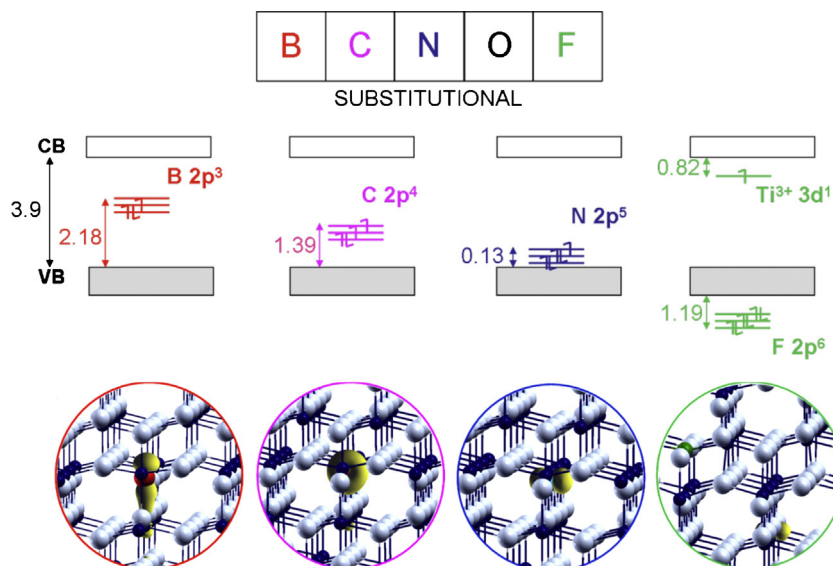 B C N O F
SUBSTITUTIONAL
CB
3.9
VB
B 2p³
2.18
C 2p⁴
1.39
N 2p⁵
0.13
0.82
Ti³⁺ 3d¹
1.19
F 2p⁶